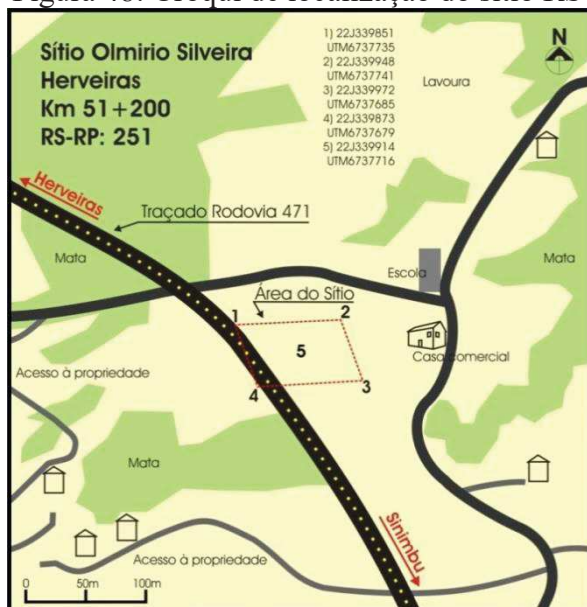 Sítio Olmirio Silveira
Herveiras
Km 51+200
RS-RP: 251
1) 22J339851
UTM6737735
2) 22J339948
UTM6737741
3) 22J339972
UTM6737685
4) 22J339873
UTM6737679
5) 22J339914
UTM6737716
N
Lavoura
Herveiras
Traçado Rodovia 471
Mata
Escola
Mata
Área do Sítio
1
2
5
Casa comercial
Acesso à propriedade
4
3
Mata
Sinimbu
Acesso à propriedade
0 50m 100m